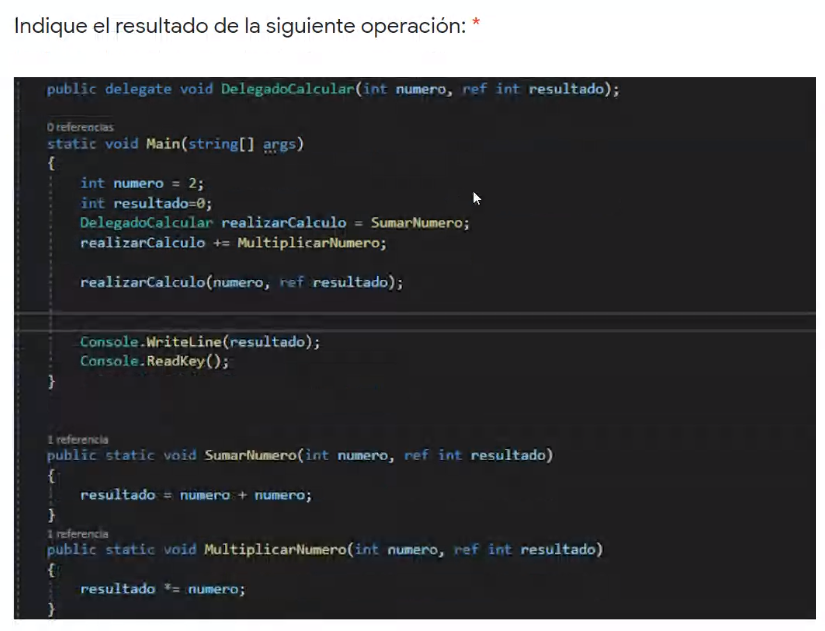 Indique el resultado de la siguiente operación: *
public delegate void DelegadoCalcular(int numero, ref int resultado);
0 referencias
static void Main(string[] args)
{
int numero = 2;
int resultado=0;
DelegadoCalcular realizarCalculo = SumarNumero;
realizarCalculo += MultiplicarNumero;
realizarCalculo(numero, ref resultado);
Console.WriteLine(resultado);
Console.ReadKey();
}
1 referencia
public static void SumarNumero(int numero, ref int resultado)
{
resultado = numero + numero;
}
1 referencia
public static void MultiplicarNumero(int numero, ref int resultado)
{
resultado *= numero;
}